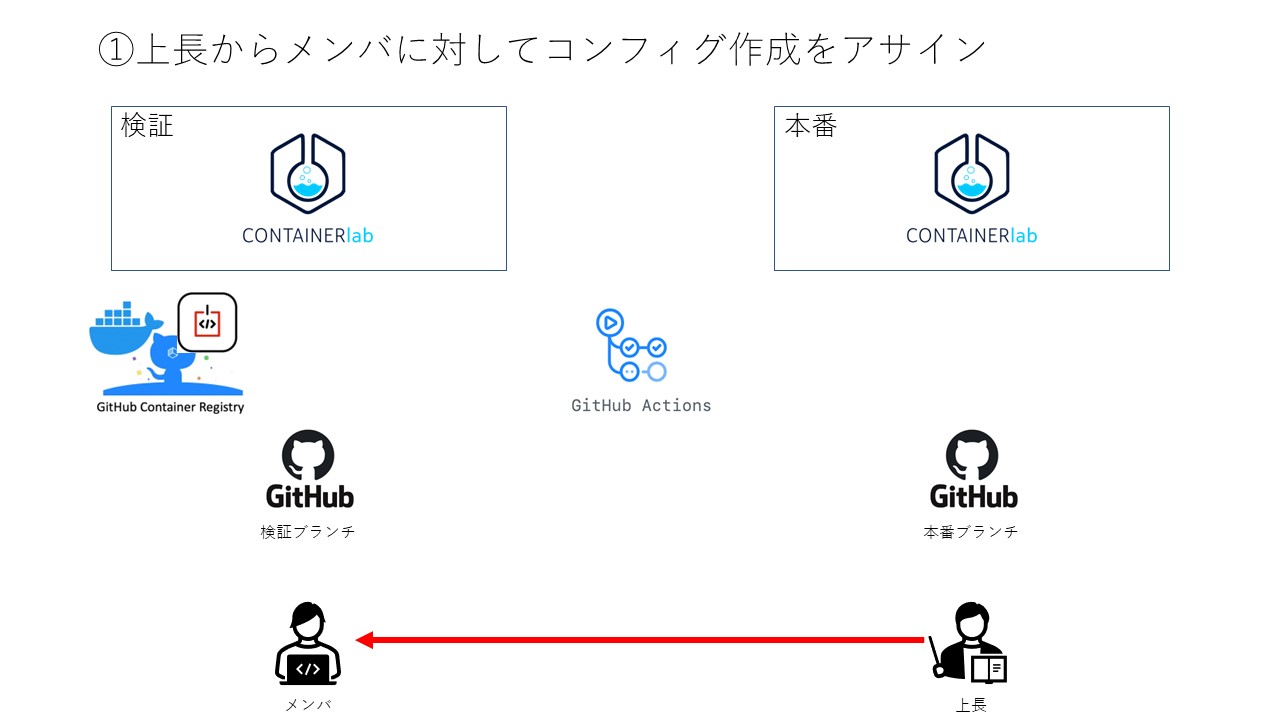 ①上長からメンバに対してコンフィグ作成をアサイン
検証
CONTAINERlab
本番
CONTAINERlab
</>
GitHub Container Registry
GitHub Actions
GitHub
検証ブランチ
GitHub
本番ブランチ
</>
メンバ
上長